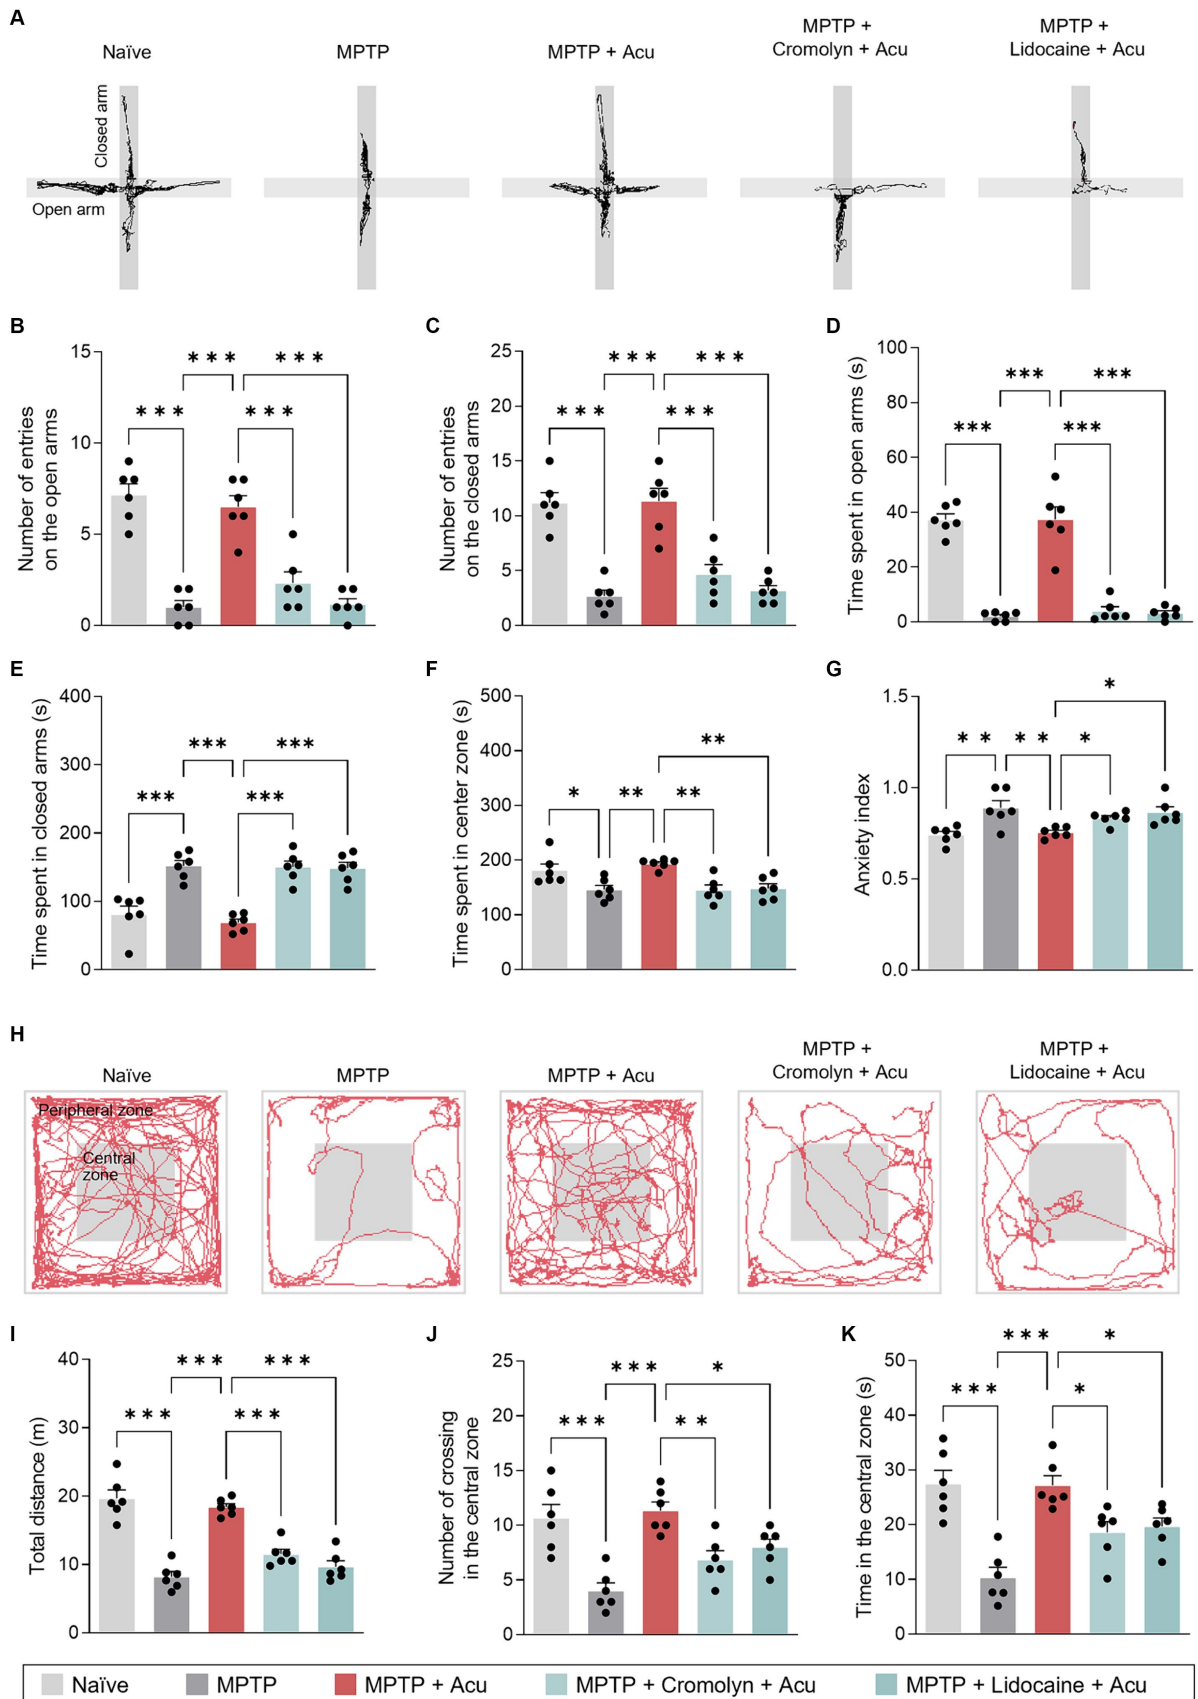 A
Naïve
MPTP
MPTP + Acu
MPTP +
Cromolyn + Acu
MPTP +
Lidocaine + Acu
Closed arm
Open arm
B
Number of entries
on the open arms
15
10
5
0
*** *** *** ***
C
Number of entries
on the closed arms
25
20
15
10
5
0
*** *** *** ***
D
Time spent in open arms (s)
100
80
60
40
20
0
*** *** *** ***
E
Time spent in closed arms (s)
400
300
200
100
0
*** *** *** ***
F
Time spent in center zone (s)
500
400
300
200
100
0
* ** ** **
G
Anxiety index
1.5
1.0
0.5
0.0
** ** * *
H
Naïve
MPTP
MPTP + Acu
MPTP +
Cromolyn + Acu
MPTP +
Lidocaine + Acu
Peripheral zone
Central
zone
I
Total distance (m)
40
30
20
10
0
*** *** *** ***
J
Number of crossing
in the central zone
25
20
15
10
5
0
*** *** ** *
K
Time in the central zone (s)
50
40
30
20
10
0
*** *** * *
Naïve
MPTP
MPTP + Acu
MPTP + Cromolyn + Acu
MPTP + Lidocaine + Acu